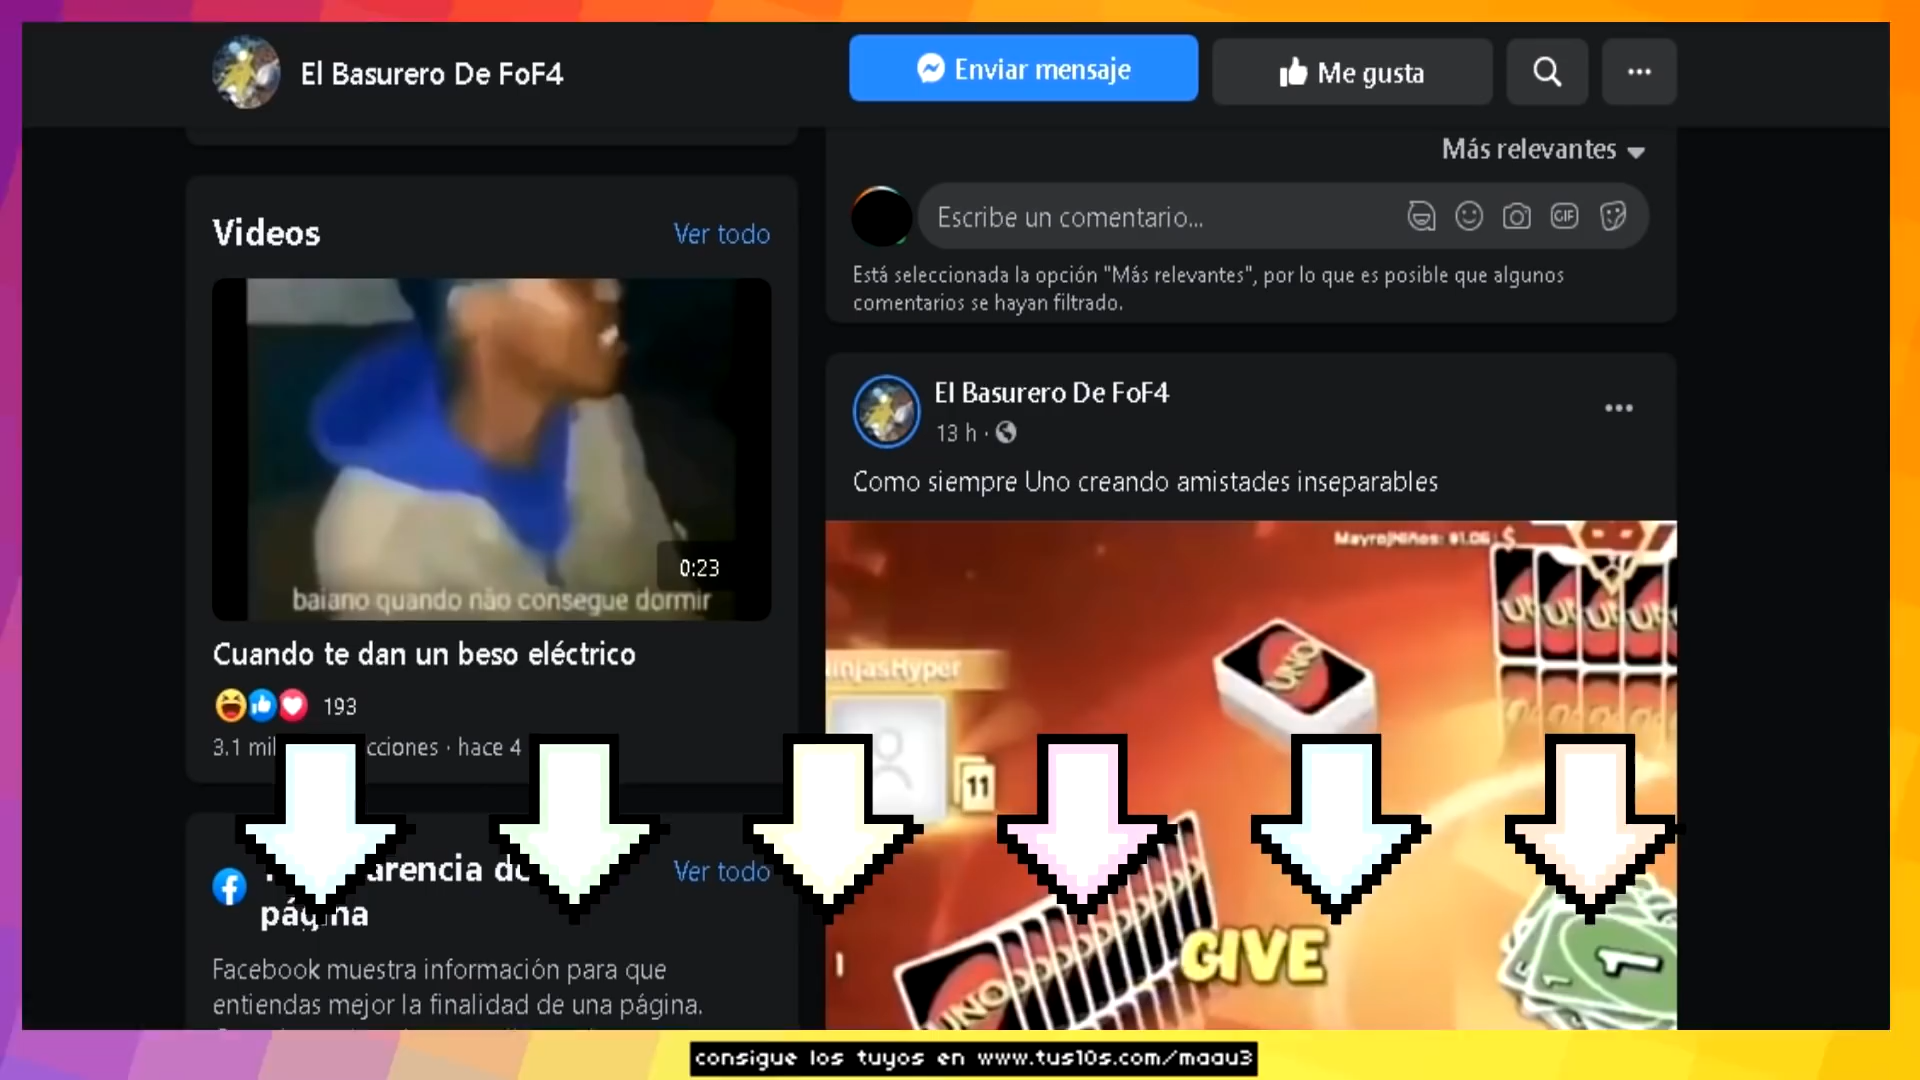 El Basurero De FoF4
Enviar mensaje
Me gusta
Más relevantes
Escribe un comentario...
GIF
Está seleccionada la opción "Más relevantes", por lo que es posible que algunos
comentarios se hayan filtrado.
Videos
Ver todo
0:23
baiano quando não consegue dormir
Cuando te dan un beso eléctrico
193
3.1 mil
hace 4
Ver todo
página
Facebook muestra información para que
entiendas mejor la finalidad de una página.
El Basurero De FoF4
13 h ·
Como siempre Uno creando amistades inseparables
UNO
11
GIVE
UNO
1
consigue los tuyos en www.tus10s.com/maau3